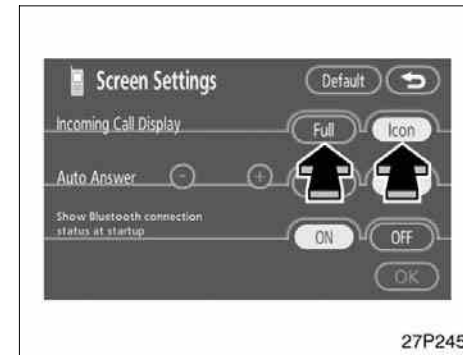 Screen Settings Default
Incoming Call Display Full Icon
Auto Answer - +
Show Bluetooth connection
status at startup ON OFF
OK
27P245